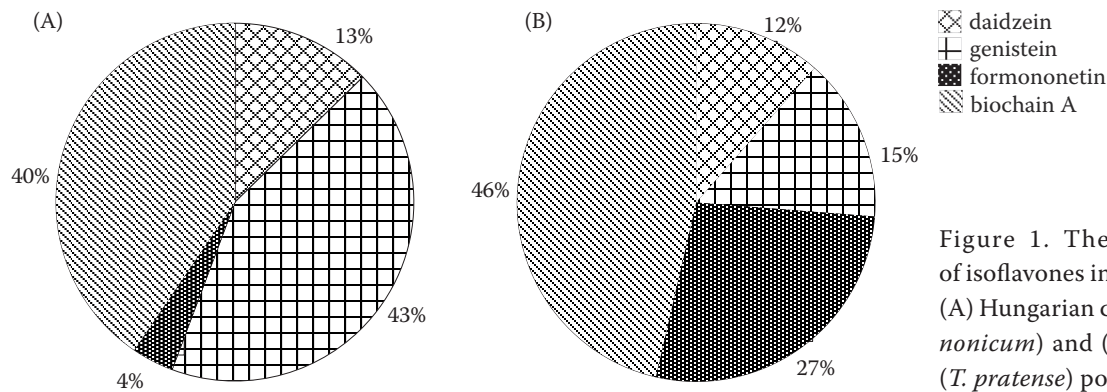 (A)
13%
43%
4%
40%
(B)
12%
15%
27%
46%
daidzein
genistein
formononetin
biochain A
Figure 1. The
of isoflavones in
(A) Hungarian
nonicum) and (
(T. pratense)